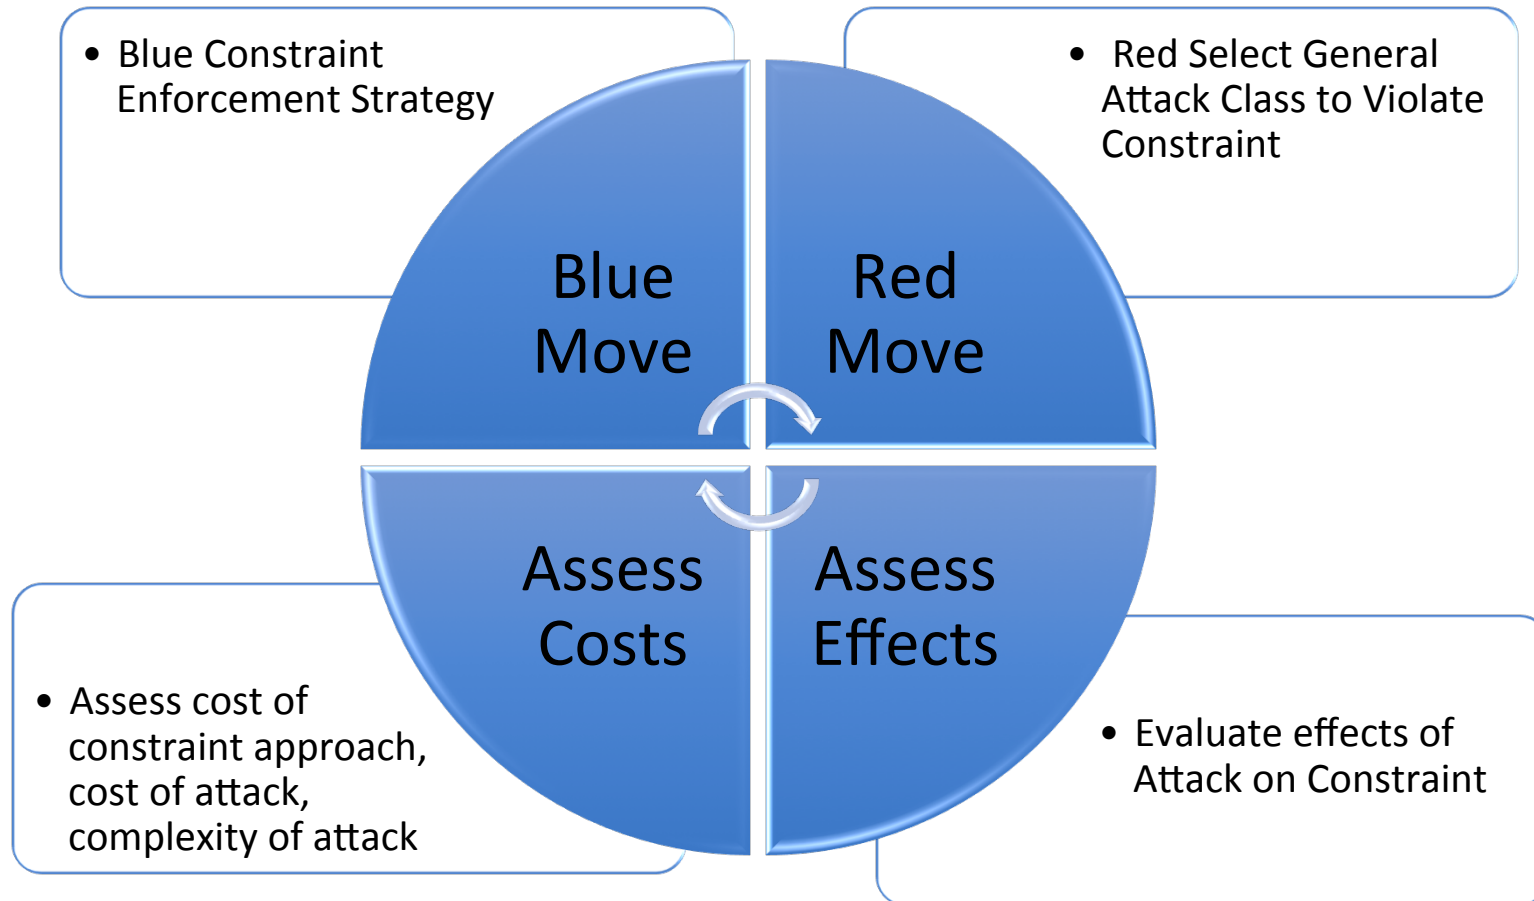 • Blue Constraint
Enforcement Strategy
• Red Select General
Attack Class to Violate
Constraint
Blue
Move
Red
Move
Assess
Costs
Assess
Effects
• Assess cost of
constraint approach,
cost of attack,
complexity of attack
• Evaluate effects of
Attack on Constraint